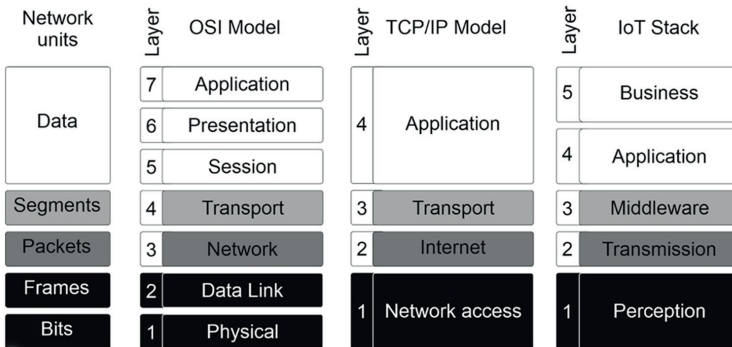 Network units
Layer
OSI Model
Layer
TCP/IP Model
Layer
IoT Stack
Data
7 Application
6 Presentation
5 Session
4 Application
5 Business
4 Application
Segments
4 Transport
3 Transport
3 Middleware
Packets
3 Network
2 Internet
2 Transmission
Frames
2 Data Link
Bits
1 Physical
1 Network access
1 Perception